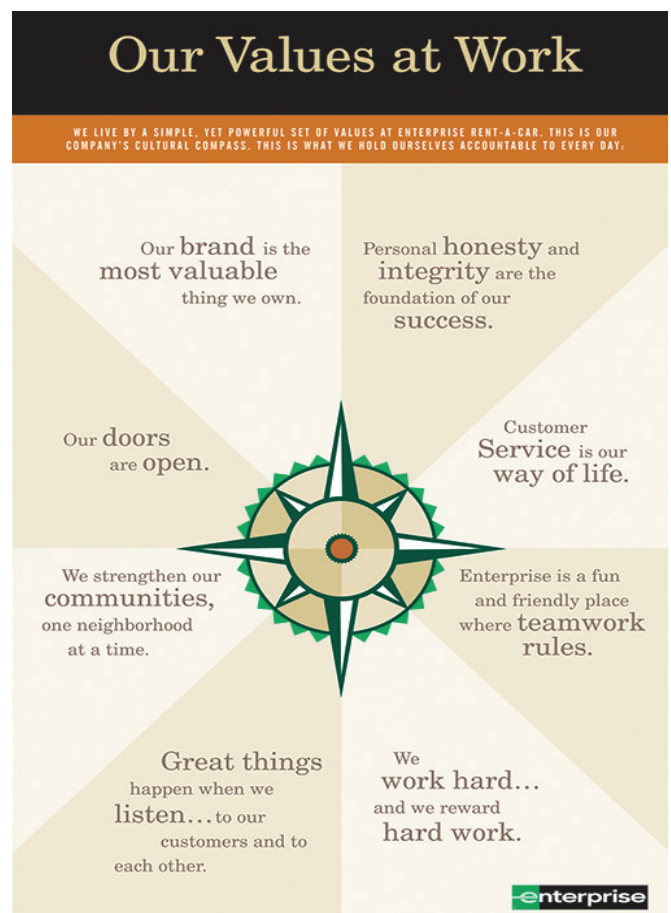 Our Values at Work
WE LIVE BY A SIMPLE, YET POWERFUL SET OF VALUES AT ENTERPRISE RENT-A-CAR. THIS IS OUR
COMPANY'S CULTURAL COMPASS. THIS IS WHAT WE HOLD OURSELVES ACCOUNTABLE TO EVERY DAY:
Our brand is the
most valuable
thing we own.
Personal honesty and
integrity are the
foundation of our
success.
Our doors
are open.
Customer
Service is our
way of life.
We strengthen our
communities,
one neighborhood
at a time.
Enterprise is a fun
and friendly place
where teamwork
rules.
Great things
happen when we
listen... to our
customers and to
each other.
We
work hard...
and we reward
hard work.
enterprise